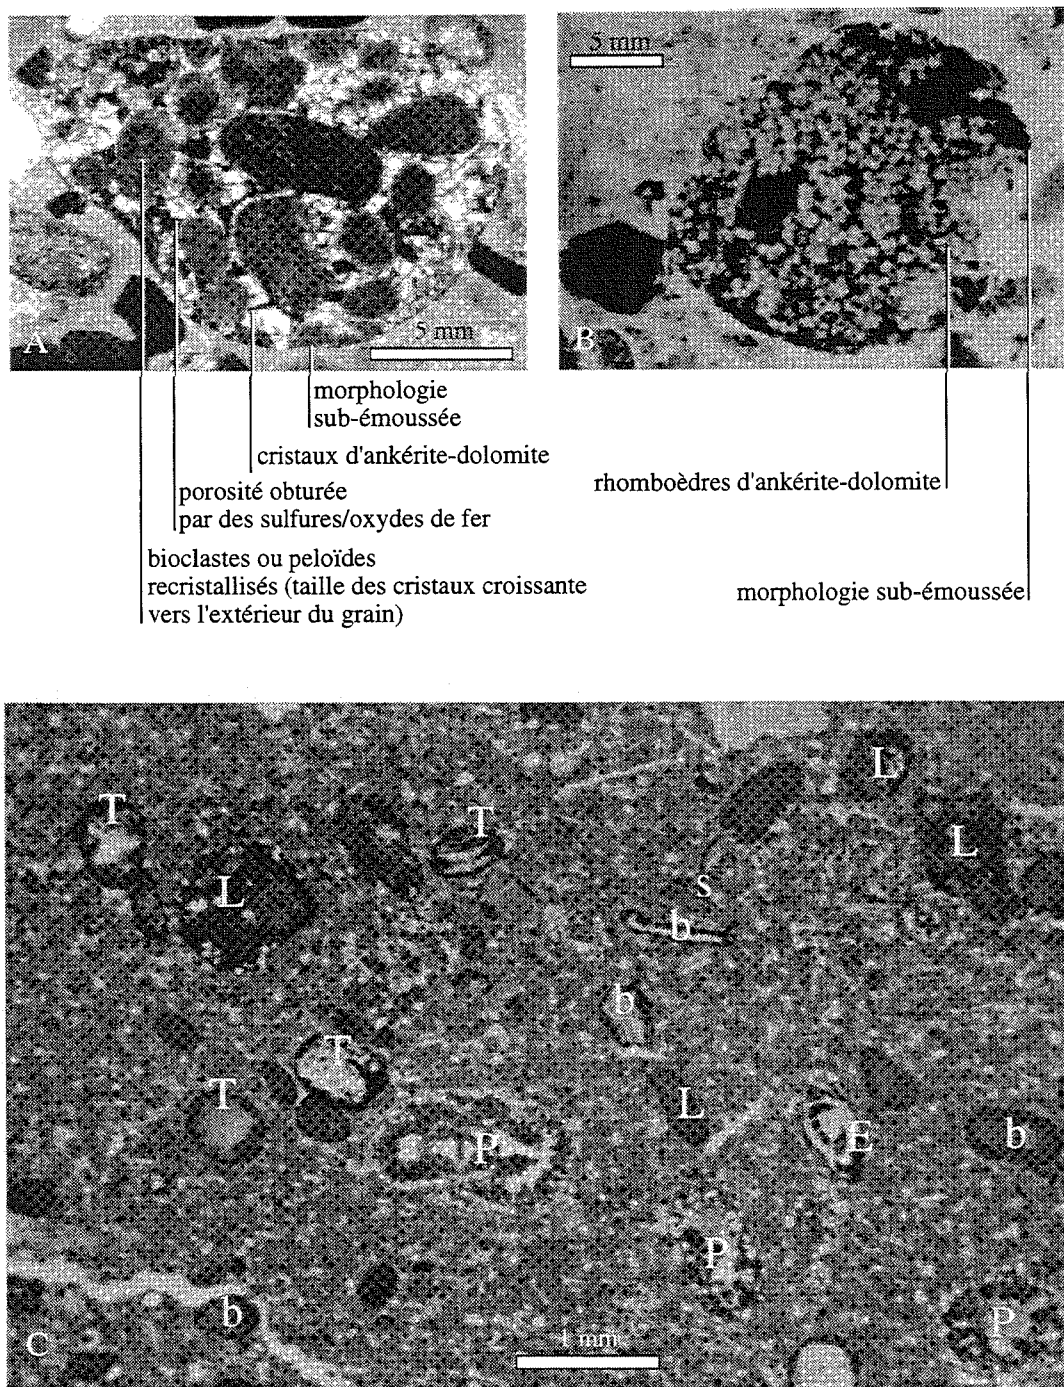 5 mm
A
5 mm
B
morphologie
sub-émoussée
cristaux d'ankérite-dolomite
porosité obturée
par des sulfures/oxydes de fer
bioclastes ou peloïdes
recristallisés (taille des cristaux croissante
vers l'extérieur du grain)
rhomboèdres d'ankérite-dolomite
morphologie sub-émoussée
L
T
T
L
L
s
b
b
T
T
L
P
E
b
P
b
P
C
1 mm